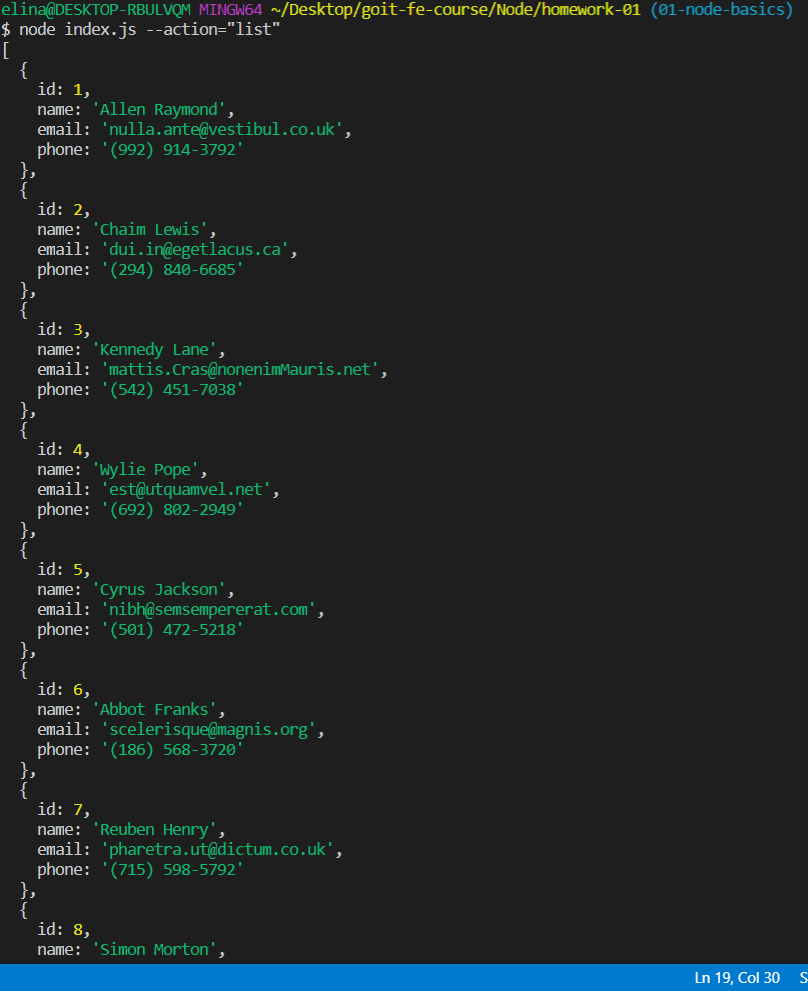 elina@DESKTOP-RBULVQM MINGW64 ~/Desktop/goit-fe-course/Node/homework-01 (01-node-basics)
$ node index.js --action="list"
[
  {
    id: 1,
    name: 'Allen Raymond',
    email: 'nulla.ante@vestibul.co.uk',
    phone: '(992) 914-3792'
  },
  {
    id: 2,
    name: 'Chaim Lewis',
    email: 'dui.in@egetlacus.ca',
    phone: '(294) 840-6685'
  },
  {
    id: 3,
    name: 'Kennedy Lane',
    email: 'mattis.Cras@nonenimMauris.net',
    phone: '(542) 451-7038'
  },
  {
    id: 4,
    name: 'Wylie Pope',
    email: 'est@utquamvel.net',
    phone: '(692) 802-2949'
  },
  {
    id: 5,
    name: 'Cyrus Jackson',
    email: 'nibh@semsempererat.com',
    phone: '(501) 472-5218'
  },
  {
    id: 6,
    name: 'Abbot Franks',
    email: 'scelerisque@magnis.org',
    phone: '(186) 568-3720'
  },
  {
    id: 7,
    name: 'Reuben Henry',
    email: 'pharetra.ut@dictum.co.uk',
    phone: '(715) 598-5792'
  },
  {
    id: 8,
    name: 'Simon Morton',
Ln 19, Col 30 S